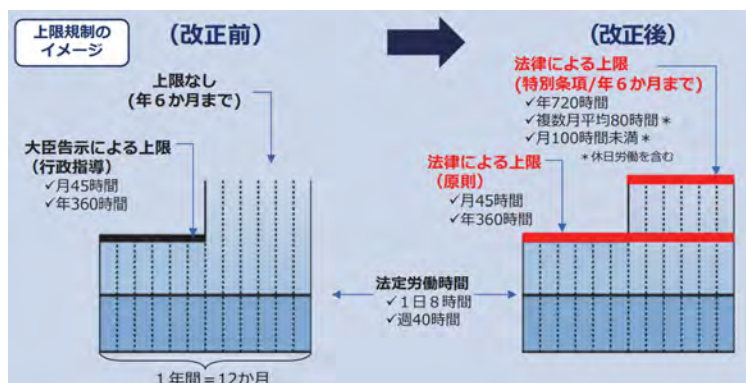 上限規制の
イメージ
（改正前）
（改正後）
上限なし
(年６か月まで)
大臣告示による上限
（行政指導）
✓月45時間
✓年360時間
法律による上限
(特別条項/年６か月まで)
✓年720時間
✓複数月平均80時間＊
✓月100時間未満＊
＊休日労働を含む
法律による上限
（原則）
✓月45時間
✓年360時間
法定労働時間
✓１日８時間
✓週40時間
１年間＝12か月